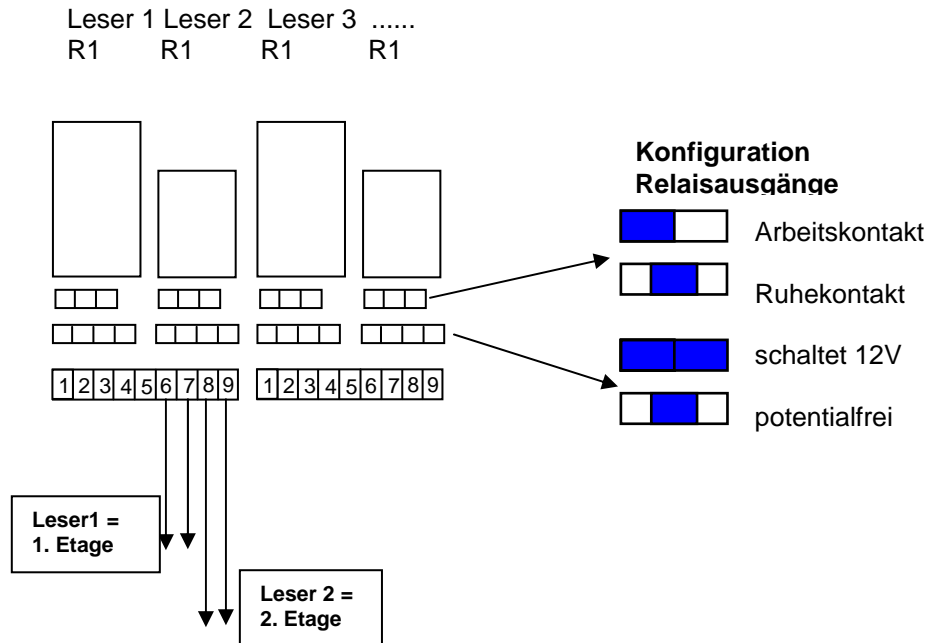 Leser 1 Leser 2 Leser 3 ......
R1 R1 R1 R1
Konfiguration
Relaisausgänge
Arbeitskontakt
Ruhekontakt
schaltet 12V
potentialfrei
1 2 3 4 5 6 7 8 9 1 2 3 4 5 6 7 8 9
Leser1 =
1. Etage
Leser 2 =
2. Etage